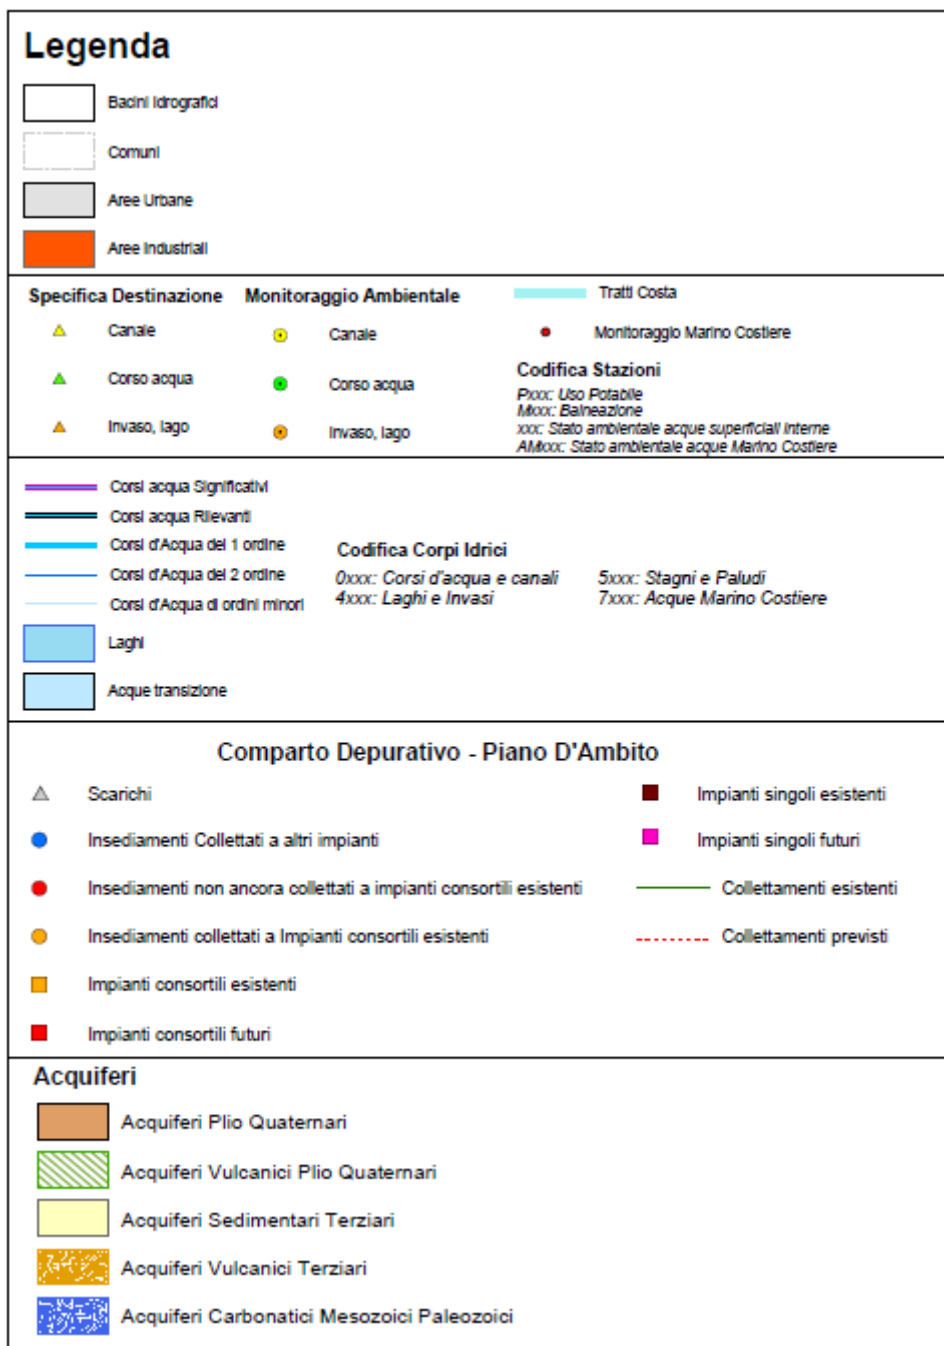 Legenda
Bacini Idrografici
Comuni
Aree Urbane
Aree Industriali
Specifica Destinazione
Canale
Corso acqua
Invaso, lago
Monitoraggio Ambientale
Canale
Corso acqua
Invaso, lago
Tratti Costa
Monitoraggio Marino Costiere
Codifica Stazioni
Pxxx: Uso Potabile
Mxxx: Balneazione
xxx: Stato ambientale acque superficiali interne
AMxxx: Stato ambientale acque Marino Costiere
Corsi acqua Significativi
Corsi acqua Rilevanti
Corsi d'Acqua del 1 ordine
Corsi d'Acqua del 2 ordine
Corsi d'Acqua di ordini minori
Laghi
Acque transizione
Codifica Corpi Idrici
0xxx: Corsi d'acqua e canali
4xxx: Laghi e Invasi
5xxx: Stagni e Paludi
7xxx: Acque Marino Costiere
Comparto Depurativo - Piano D'Ambito
Scarichi
Insediamenti Collettati a altri impianti
Insediamenti non ancora collettati a impianti consortili esistenti
Insediamenti collettati a Impianti consortili esistenti
Impianti consortili esistenti
Impianti consortili futuri
Impianti singoli esistenti
Impianti singoli futuri
Collettamenti esistenti
Collettamenti previsti
Acquiferi
Acquiferi Plio Quaternari
Acquiferi Vulcanici Plio Quaternari
Acquiferi Sedimentari Terziari
Acquiferi Vulcanici Terziari
Acquiferi Carbonatici Mesozoici Paleozoici